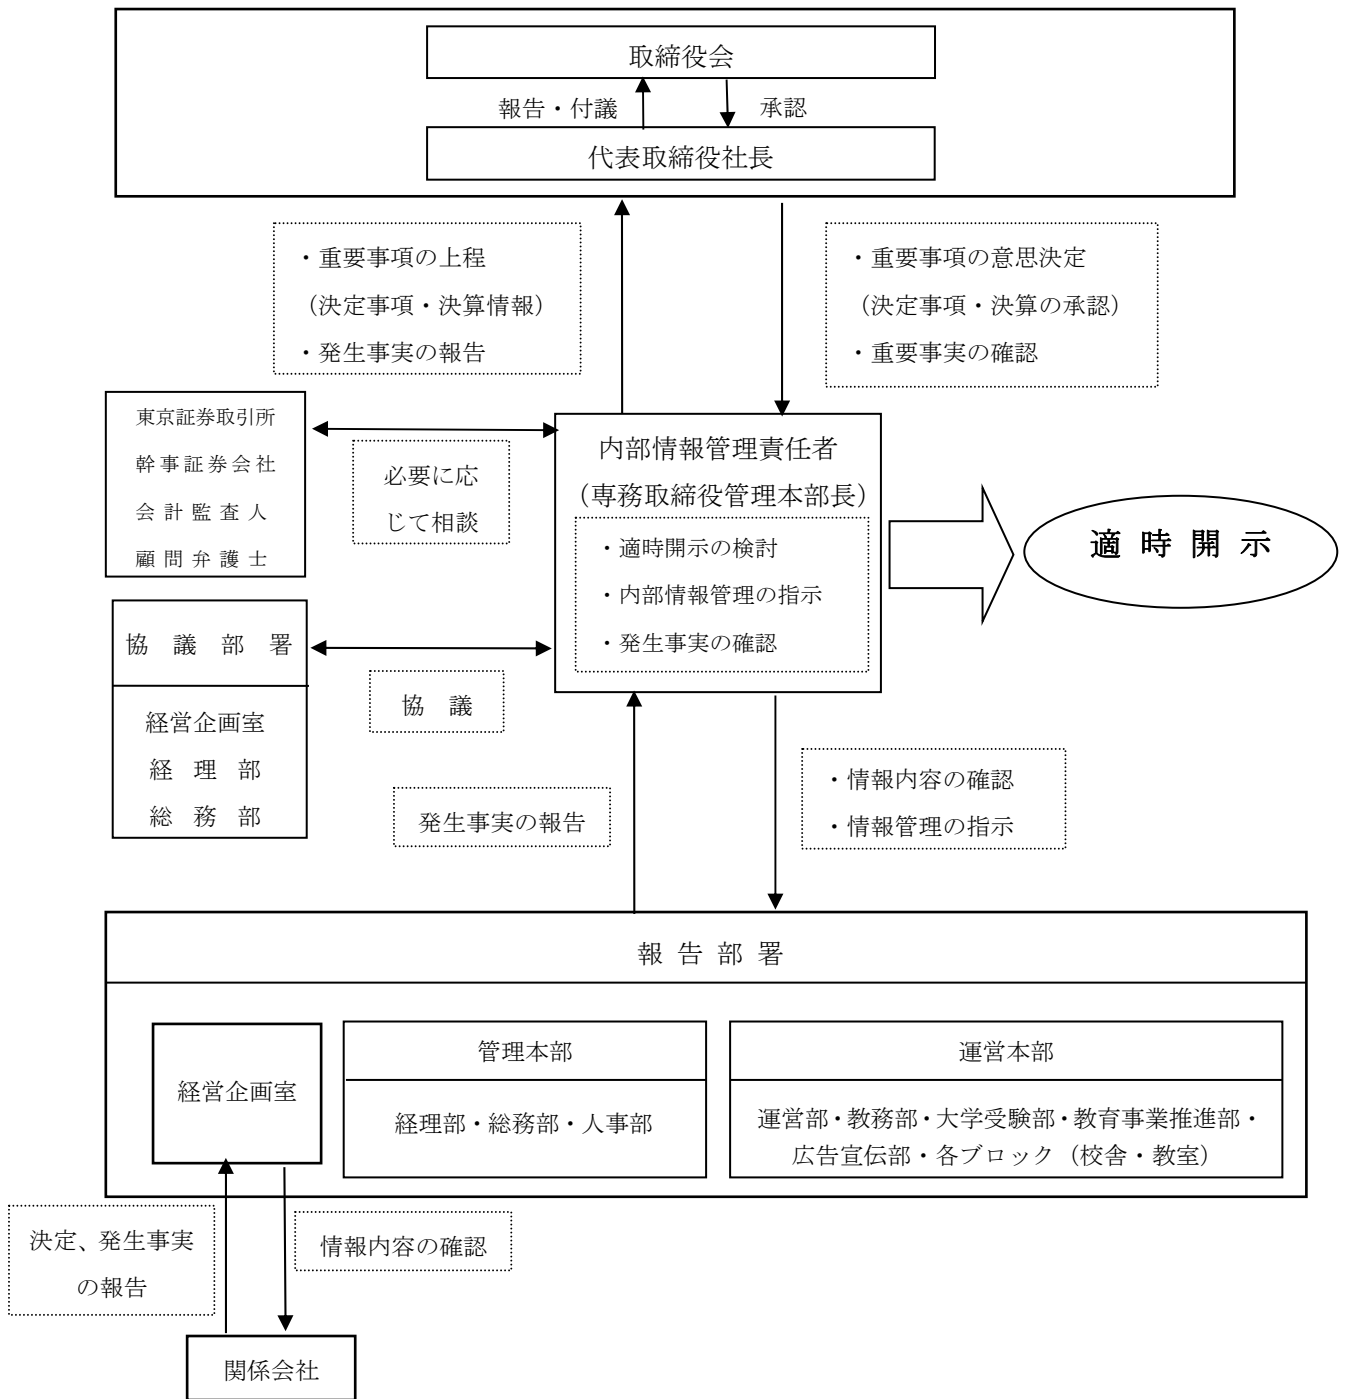 取締役会
報告・付議
承認
代表取締役社長
・重要事項の上程
(決定事項・決算情報)
・発生事実の報告
・重要事項の意思決定
(決定事項・決算の承認)
・重要事実の確認
東京証券取引所
幹事証券会社
会計監査人
顧問弁護士
必要に応
じて相談
内部情報管理責任者
(専務取締役管理本部長)
・適時開示の検討
・内部情報管理の指示
・発生事実の確認
適時開示
協議部署
経営企画室
経理部
総務部
協議
発生事実の報告
・情報内容の確認
・情報管理の指示
報告部署
経営企画室
管理本部
経理部・総務部・人事部
運営本部
運営部・教務部・大学受験部・教育事業推進部・
広告宣伝部・各ブロック(校舎・教室)
決定、発生事実
の報告
情報内容の確認
関係会社